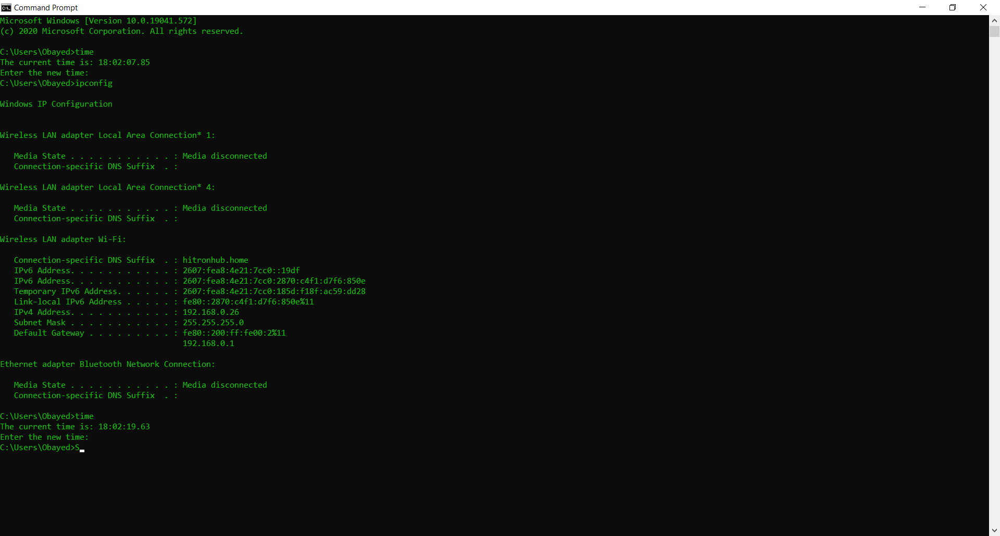 Command Prompt
Microsoft Windows [Version 10.0.19041.572]
(c) 2020 Microsoft Corporation. All rights reserved.
C:\Users\Obayed>time
The current time is: 18:02:07.85
Enter the new time:
C:\Users\Obayed>ipconfig
Windows IP Configuration
Wireless LAN adapter Local Area Connection* 1:
   Media State . . . . . . . . . . . : Media disconnected
   Connection-specific DNS Suffix  . :
Wireless LAN adapter Local Area Connection* 4:
   Media State . . . . . . . . . . . : Media disconnected
   Connection-specific DNS Suffix  . :
Wireless LAN adapter Wi-Fi:
   Connection-specific DNS Suffix  . : hitronhub.home
   IPv6 Address. . . . . . . . . . . : 2607:fea8:4e21:7cc0::19df
   IPv6 Address. . . . . . . . . . . : 2607:fea8:4e21:7cc0:2870:c4f1:d7f6:850e
   Temporary IPv6 Address. . . . . . : 2607:fea8:4e21:7cc0:185d:f18f:ac59:dd28
   Link-local IPv6 Address . . . . . : fe80::2870:c4f1:d7f6:850e%11
   IPv4 Address. . . . . . . . . . . : 192.168.0.26
   Subnet Mask . . . . . . . . . . . : 255.255.255.0
   Default Gateway . . . . . . . . . : fe80::200:ff:fe00:2%11
                                       192.168.0.1
Ethernet adapter Bluetooth Network Connection:
   Media State . . . . . . . . . . . : Media disconnected
   Connection-specific DNS Suffix  . :
C:\Users\Obayed>time
The current time is: 18:02:19.63
Enter the new time:
C:\Users\Obayed>S